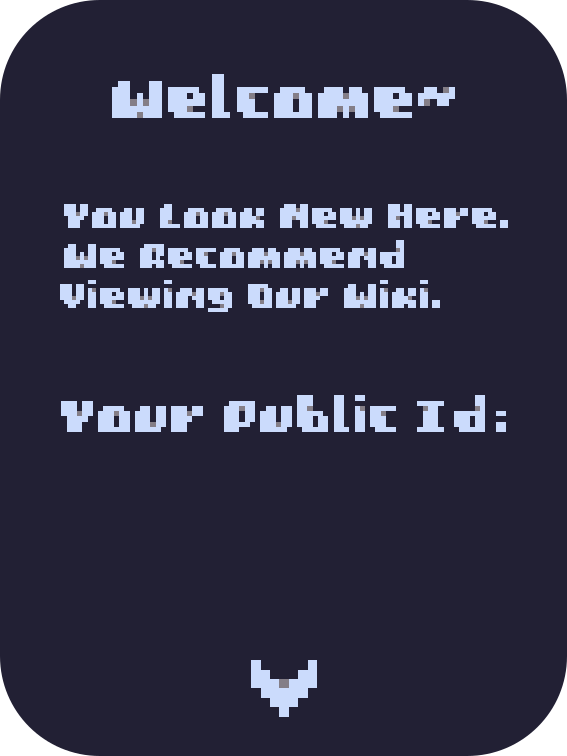 Welcome~
You Look New Here.
We Recommend
Viewing Our Wiki.
Your Public Id: